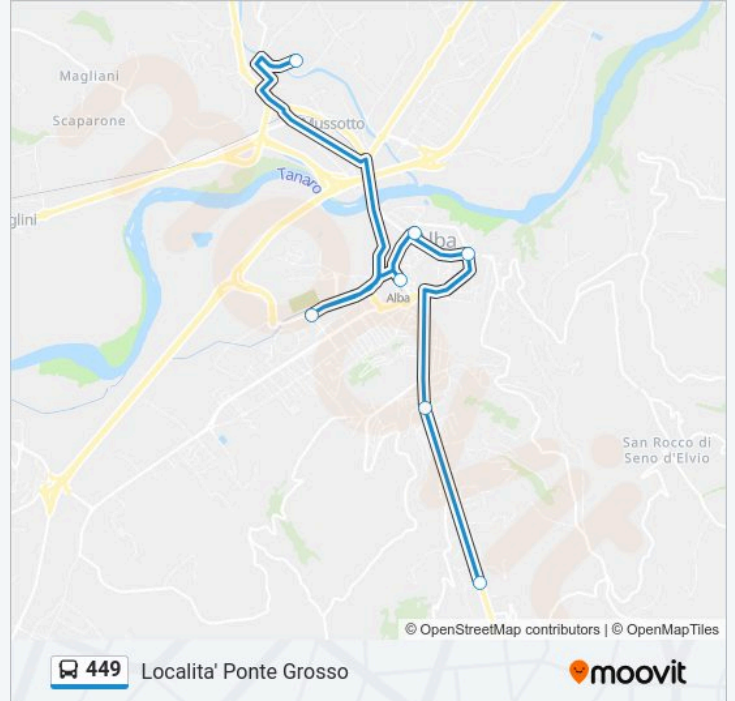 Magliani
Scaparone
Mussotto
Tanaro
glini
lba
Alba
San Rocco di
Seno d'Elvio
© OpenStreetMap contributors | © OpenMapTiles
449 Localita' Ponte Grosso
moovit